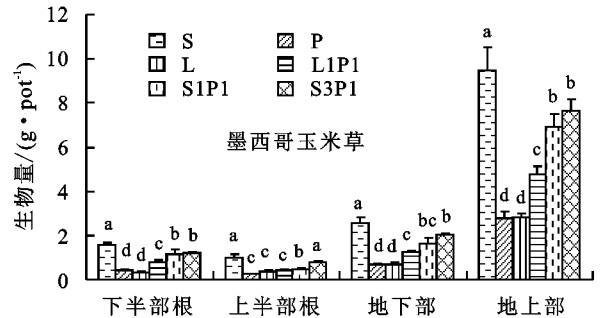 生物量/(g·pot⁻¹)
12
10
8
6
4
2
0
S P
L L1P1
S1P1 S3P1
墨西哥玉米草
a d d c b b
a c c c b a
a d d c bc b
a d d c b b
下半部根 上半部根 地下部 地上部